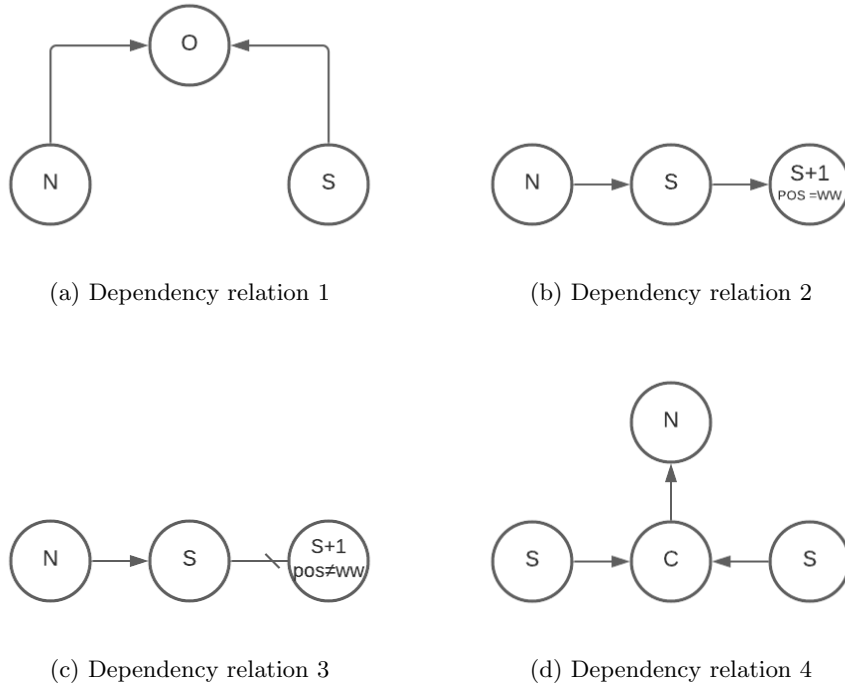 O
N
S
N
S
S+1
POS =WW
(a) Dependency relation 1
(b) Dependency relation 2
N
S
S+1
pos≠ww
N
S
C
S
(c) Dependency relation 3
(d) Dependency relation 4